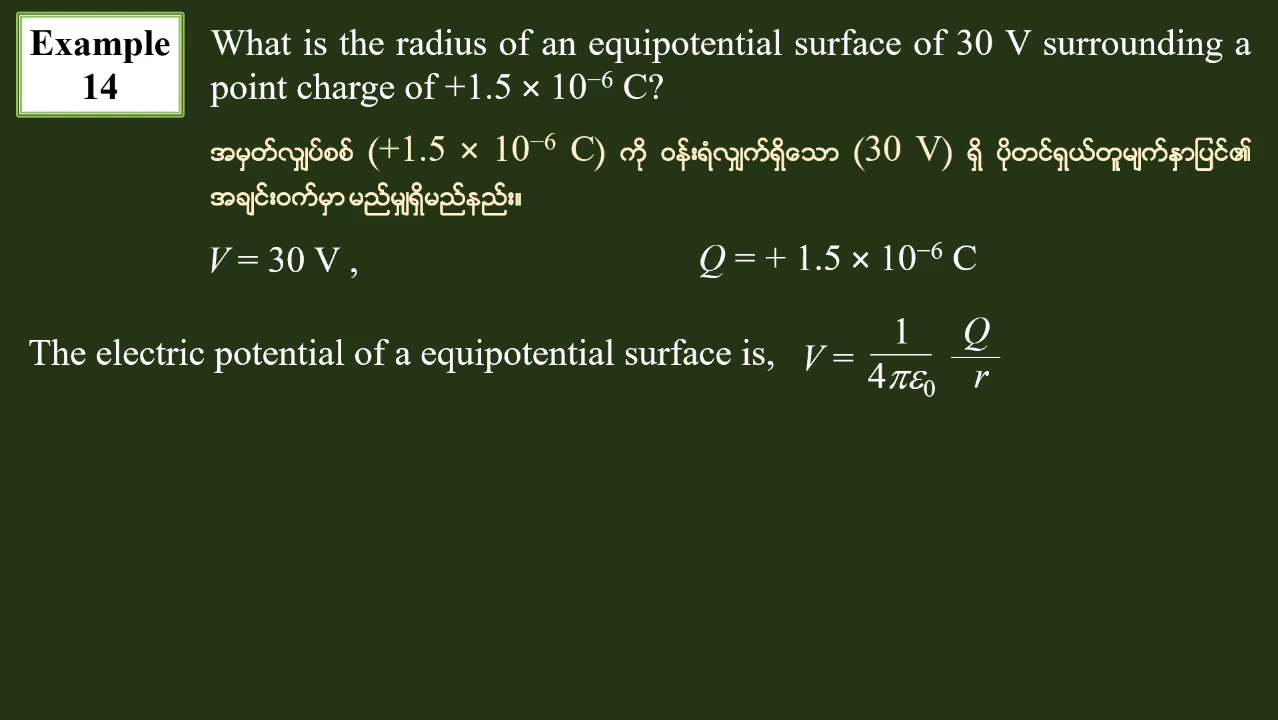 Example
14
What is the radius of an equipotential surface of 30 V surrounding a
point charge of +1.5 × 10⁻⁶ C?
အမှတ်လျှပ်စစ် (+1.5 × 10⁻⁶ C) ကို ဝန်းရံလျှက်ရှိသော (30 V) ရှိ ပိုတင်ရှယ်တူမျက်နှာပြင်၏
အချင်းဝက်မှာ မည်မျှရှိမည်နည်း။
V = 30 V , Q = + 1.5 × 10⁻⁶ C
The electric potential of a equipotential surface is, V = 1/4πε₀ Q/r